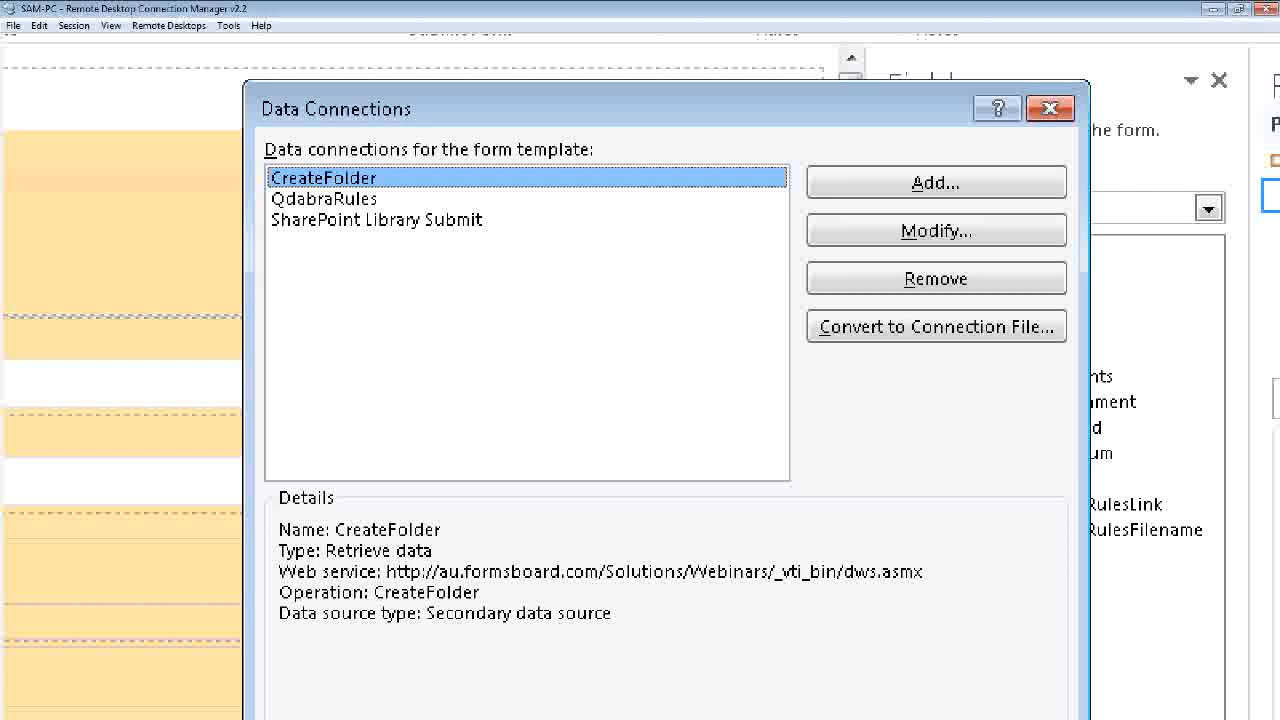 SAM-PC - Remote Desktop Connection Manager v2.2
File Edit Session View Remote Desktops Tools Help
Data Connections
he form.
Data connections for the form template:
CreateFolder
QdabraRules
SharePoint Library Submit
Add...
Modify...
Remove
Convert to Connection File...
nts
ment
d
um
RulesLink
RulesFilename
Details
Name: CreateFolder
Type: Retrieve data
Web service: http://au.formsboard.com/Solutions/Webinars/_vti_bin/dws.asmx
Operation: CreateFolder
Data source type: Secondary data source